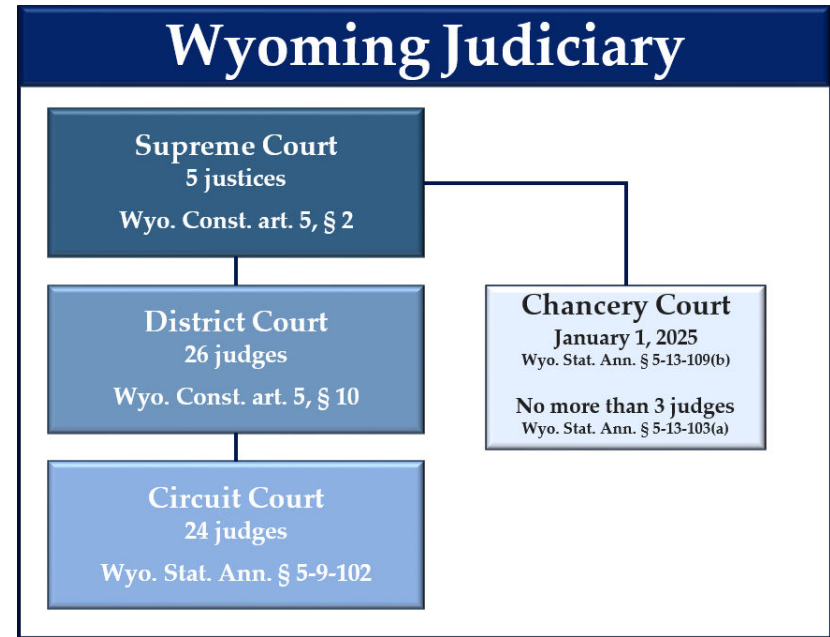 Wyoming Judiciary
Supreme Court
5 justices
Wyo. Const. art. 5, § 2
District Court
26 judges
Wyo. Const. art. 5, § 10
Circuit Court
24 judges
Wyo. Stat. Ann. § 5-9-102
Chancery Court
January 1, 2025
Wyo. Stat. Ann. § 5-13-109(b)
No more than 3 judges
Wyo. Stat. Ann. § 5-13-103(a)